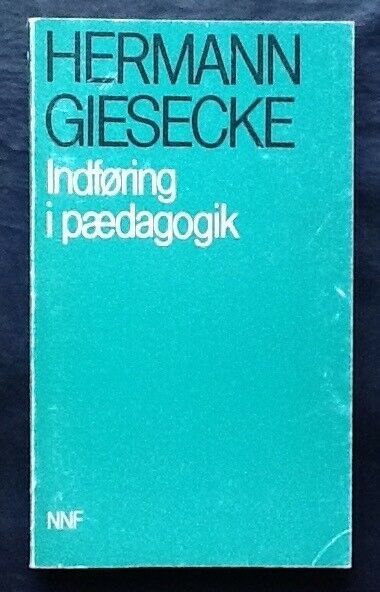 HERMANN
GIESECKE
Indføring
i pædagogik
NNF